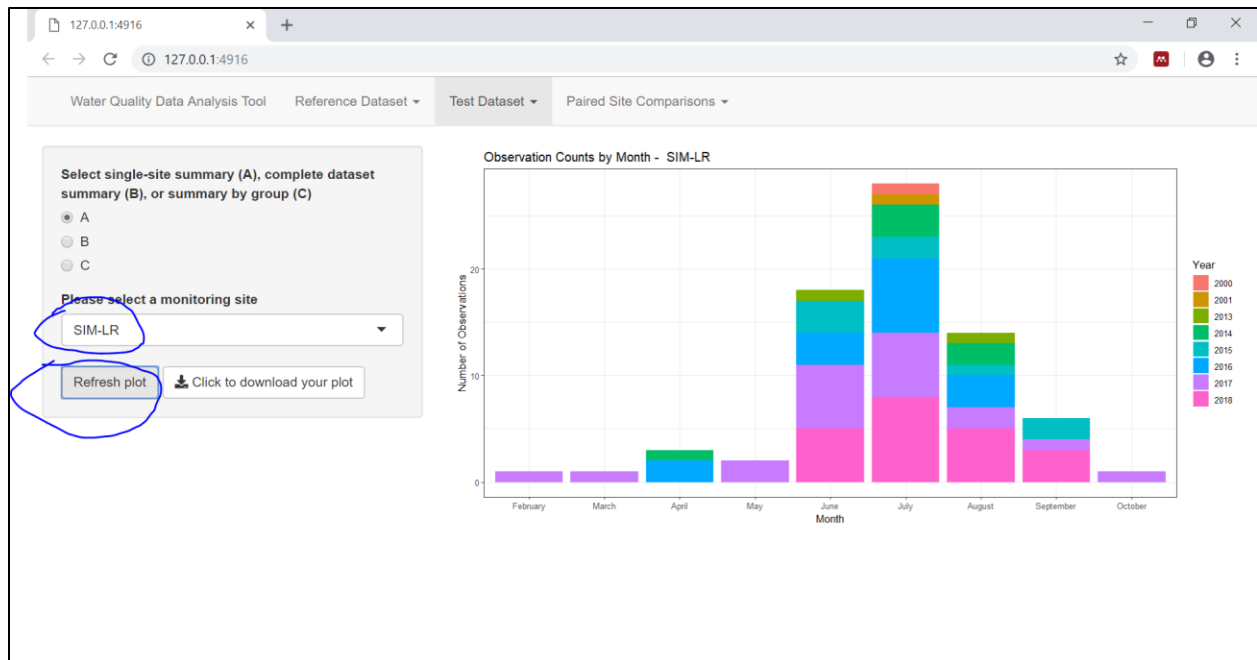 127.0.0.1:4916
127.0.0.1:4916
Water Quality Data Analysis Tool Reference Dataset Test Dataset Paired Site Comparisons
Select single-site summary (A), complete dataset
summary (B), or summary by group (C)
A
B
C
Please select a monitoring site
SIM-LR
Refresh plot Click to download your plot
Observation Counts by Month - SIM-LR
Number of Observations
20
10
0
February March April May June July August September October
Month
Year
2000
2001
2013
2014
2015
2016
2017
2018